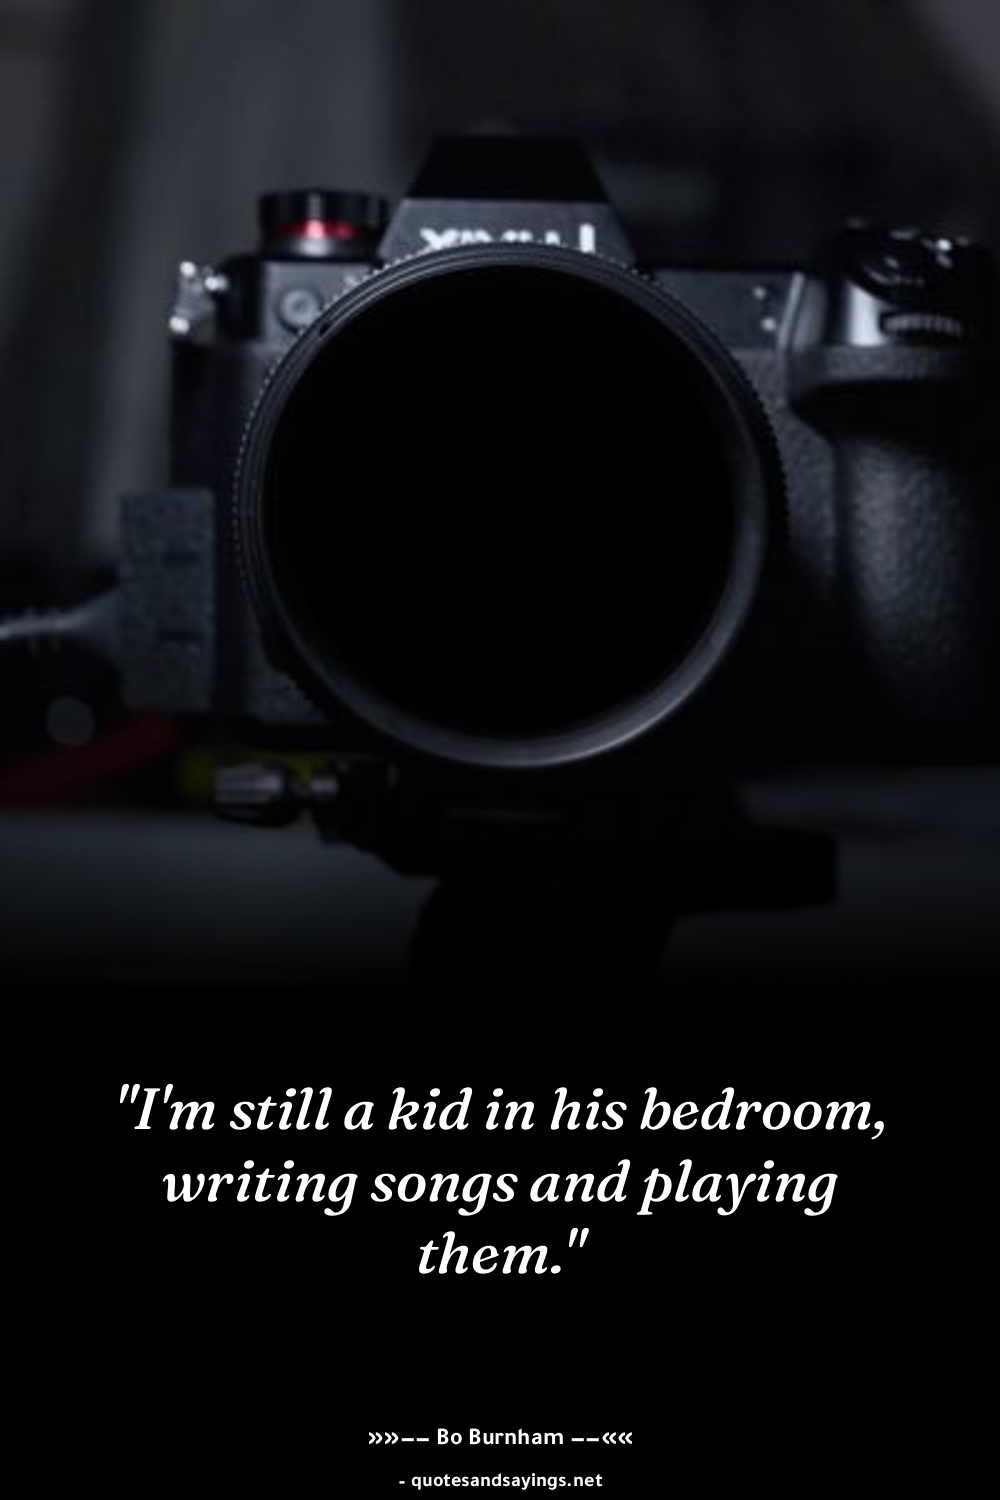 "I'm still a kid in his bedroom,
writing songs and playing
them."
»»−− Bo Burnham −−««
- quotesandsayings.net